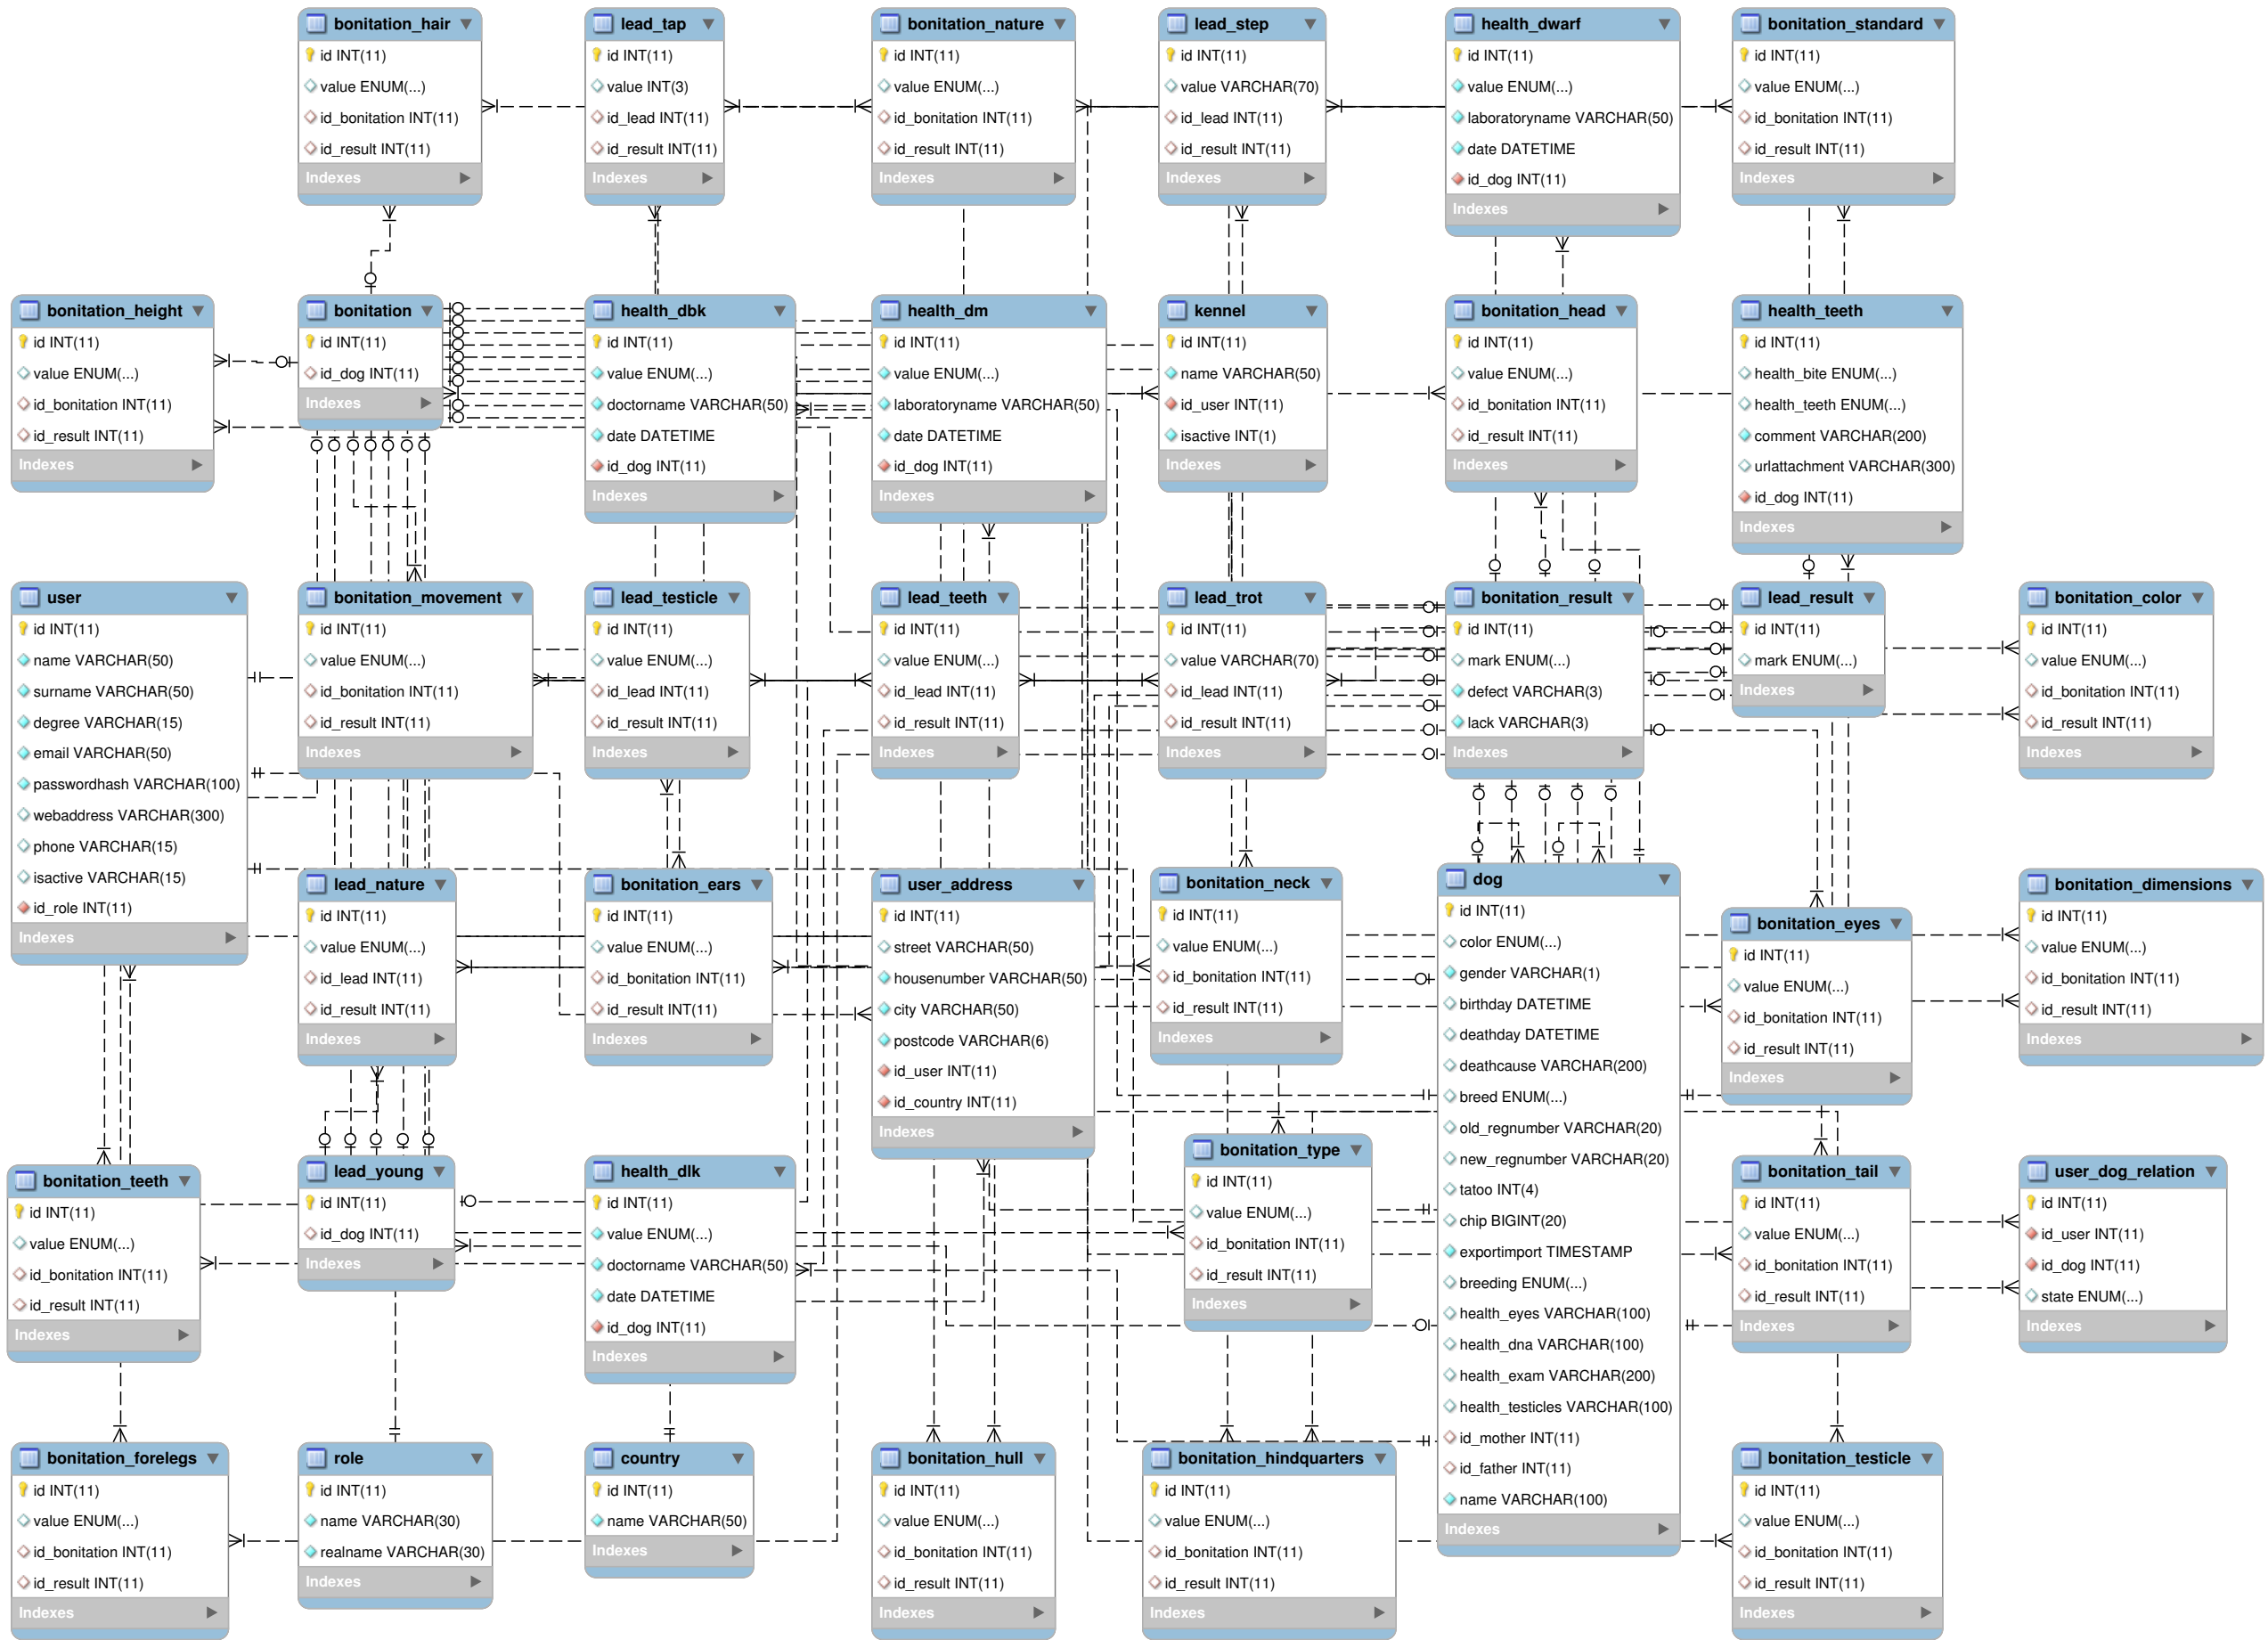 bonitation_hair
id INT(11)
value ENUM(...)
id_bonitation INT(11)
id_result INT(11)
Indexes
lead_tap
id INT(11)
value INT(3)
id_lead INT(11)
id_result INT(11)
Indexes
bonitation_nature
id INT(11)
value ENUM(...)
id_bonitation INT(11)
id_result INT(11)
Indexes
lead_step
id INT(11)
value VARCHAR(70)
id_lead INT(11)
id_result INT(11)
Indexes
health_dwarf
id INT(11)
value ENUM(...)
laboratoryname VARCHAR(50)
date DATETIME
id_dog INT(11)
Indexes
bonitation_standard
id INT(11)
value ENUM(...)
id_bonitation INT(11)
id_result INT(11)
Indexes
bonitation_height
id INT(11)
value ENUM(...)
id_bonitation INT(11)
id_result INT(11)
Indexes
bonitation
id INT(11)
id_dog INT(11)
Indexes
health_dbk
id INT(11)
value ENUM(...)
doctorname VARCHAR(50)
date DATETIME
id_dog INT(11)
Indexes
health_dm
id INT(11)
value ENUM(...)
laboratoryname VARCHAR(50)
date DATETIME
id_dog INT(11)
Indexes
kennel
id INT(11)
name VARCHAR(50)
id_user INT(11)
isactive INT(1)
Indexes
bonitation_head
id INT(11)
value ENUM(...)
id_bonitation INT(11)
id_result INT(11)
Indexes
health_teeth
id INT(11)
health_bite ENUM(...)
health_teeth ENUM(...)
comment VARCHAR(200)
urlattachment VARCHAR(300)
id_dog INT(11)
Indexes
user
id INT(11)
name VARCHAR(50)
surname VARCHAR(50)
degree VARCHAR(15)
email VARCHAR(50)
passwordhash VARCHAR(100)
webaddress VARCHAR(300)
phone VARCHAR(15)
isactive VARCHAR(15)
id_role INT(11)
Indexes
bonitation_movement
id INT(11)
value ENUM(...)
id_bonitation INT(11)
id_result INT(11)
Indexes
lead_testicle
id INT(11)
value ENUM(...)
id_lead INT(11)
id_result INT(11)
Indexes
lead_teeth
id INT(11)
value ENUM(...)
id_lead INT(11)
id_result INT(11)
Indexes
lead_trot
id INT(11)
value VARCHAR(70)
id_lead INT(11)
id_result INT(11)
Indexes
bonitation_result
id INT(11)
mark ENUM(...)
defect VARCHAR(3)
lack VARCHAR(3)
Indexes
lead_result
id INT(11)
mark ENUM(...)
Indexes
bonitation_color
id INT(11)
value ENUM(...)
id_bonitation INT(11)
id_result INT(11)
Indexes
lead_nature
id INT(11)
value ENUM(...)
id_lead INT(11)
id_result INT(11)
Indexes
bonitation_ears
id INT(11)
value ENUM(...)
id_bonitation INT(11)
id_result INT(11)
Indexes
user_address
id INT(11)
street VARCHAR(50)
housenumber VARCHAR(50)
city VARCHAR(50)
postcode VARCHAR(6)
id_user INT(11)
id_country INT(11)
Indexes
bonitation_neck
id INT(11)
value ENUM(...)
id_bonitation INT(11)
id_result INT(11)
Indexes
dog
id INT(11)
color ENUM(...)
gender VARCHAR(1)
birthday DATETIME
deathday DATETIME
deathcause VARCHAR(200)
breed ENUM(...)
old_regnumber VARCHAR(20)
new_regnumber VARCHAR(20)
tatoo INT(4)
chip BIGINT(20)
exportimport TIMESTAMP
breeding ENUM(...)
health_eyes VARCHAR(100)
health_dna VARCHAR(100)
health_exam VARCHAR(200)
health_testicles VARCHAR(100)
id_mother INT(11)
id_father INT(11)
name VARCHAR(100)
Indexes
bonitation_eyes
id INT(11)
value ENUM(...)
id_bonitation INT(11)
id_result INT(11)
Indexes
bonitation_dimensions
id INT(11)
value ENUM(...)
id_bonitation INT(11)
id_result INT(11)
Indexes
bonitation_teeth
id INT(11)
value ENUM(...)
id_bonitation INT(11)
id_result INT(11)
Indexes
lead_young
id INT(11)
id_dog INT(11)
Indexes
health_dlk
id INT(11)
value ENUM(...)
doctorname VARCHAR(50)
date DATETIME
id_dog INT(11)
Indexes
bonitation_type
id INT(11)
value ENUM(...)
id_bonitation INT(11)
id_result INT(11)
Indexes
bonitation_tail
id INT(11)
value ENUM(...)
id_bonitation INT(11)
id_result INT(11)
Indexes
user_dog_relation
id INT(11)
id_user INT(11)
id_dog INT(11)
state ENUM(...)
Indexes
bonitation_forelegs
id INT(11)
value ENUM(...)
id_bonitation INT(11)
id_result INT(11)
Indexes
role
id INT(11)
name VARCHAR(30)
realname VARCHAR(30)
Indexes
country
id INT(11)
name VARCHAR(50)
Indexes
bonitation_hull
id INT(11)
value ENUM(...)
id_bonitation INT(11)
id_result INT(11)
Indexes
bonitation_hindquarters
id INT(11)
value ENUM(...)
id_bonitation INT(11)
id_result INT(11)
Indexes
bonitation_testicle
id INT(11)
value ENUM(...)
id_bonitation INT(11)
id_result INT(11)
Indexes